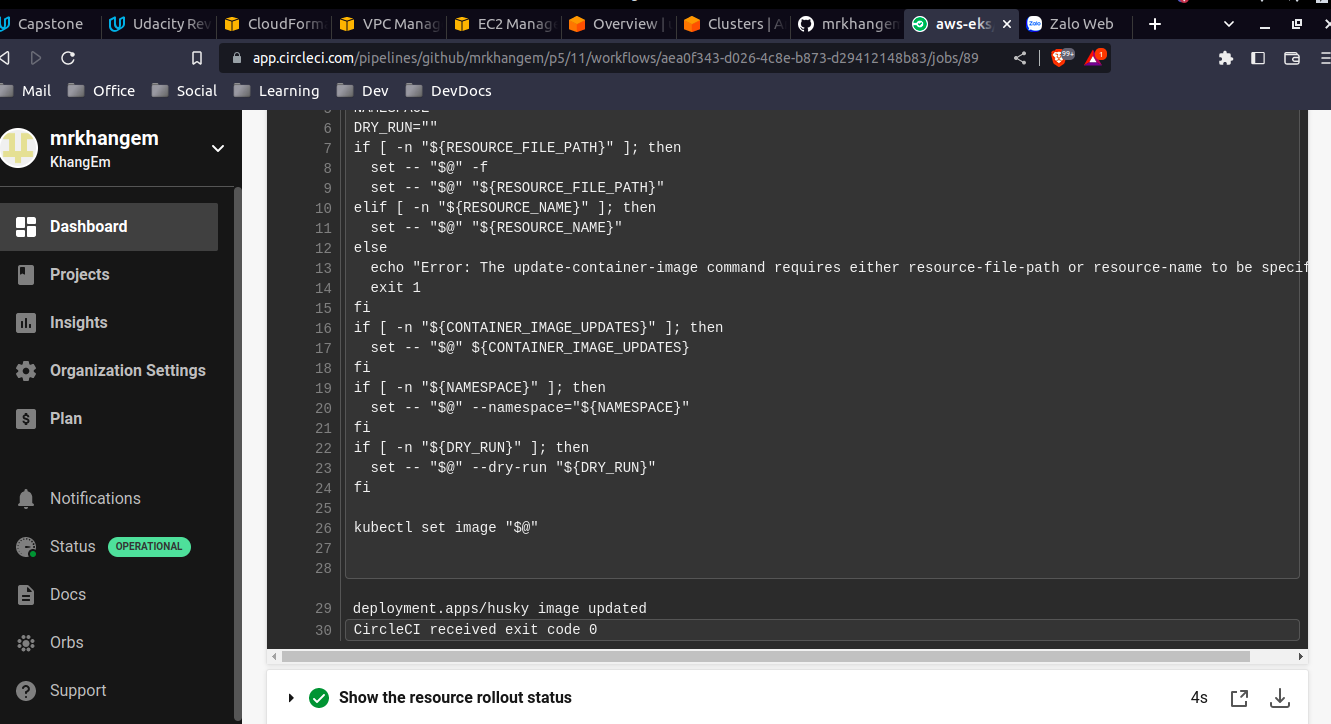 Capstone
Udacity Rev
CloudForm
VPC Manag
EC2 Manage
Overview |
Clusters | A
mrkhangem
aws-eks
Zalo Web
app.circleci.com/pipelines/github/mrkhangem/p5/11/workflows/aea0f343-d026-4c8e-b873-d29412148b83/jobs/89
99+
1
Mail
Office
Social
Learning
Dev
DevDocs
mrkhangem
KhangEm
Dashboard
Projects
Insights
Organization Settings
Plan
Notifications
Status OPERATIONAL
Docs
Orbs
Support
5 NAMESPACE
6 DRY_RUN=""
7 if [ -n "${RESOURCE_FILE_PATH}" ]; then
8 set -- "$@" -f
9 set -- "$@" "${RESOURCE_FILE_PATH}"
10 elif [ -n "${RESOURCE_NAME}" ]; then
11 set -- "$@" "${RESOURCE_NAME}"
12 else
13 echo "Error: The update-container-image command requires either resource-file-path or resource-name to be specif
14 exit 1
15 fi
16 if [ -n "${CONTAINER_IMAGE_UPDATES}" ]; then
17 set -- "$@" ${CONTAINER_IMAGE_UPDATES}
18 fi
19 if [ -n "${NAMESPACE}" ]; then
20 set -- "$@" --namespace="${NAMESPACE}"
21 fi
22 if [ -n "${DRY_RUN}" ]; then
23 set -- "$@" --dry-run "${DRY_RUN}"
24 fi
25
26 kubectl set image "$@"
27
28
29 deployment.apps/husky image updated
30 CircleCI received exit code 0
Show the resource rollout status
4s